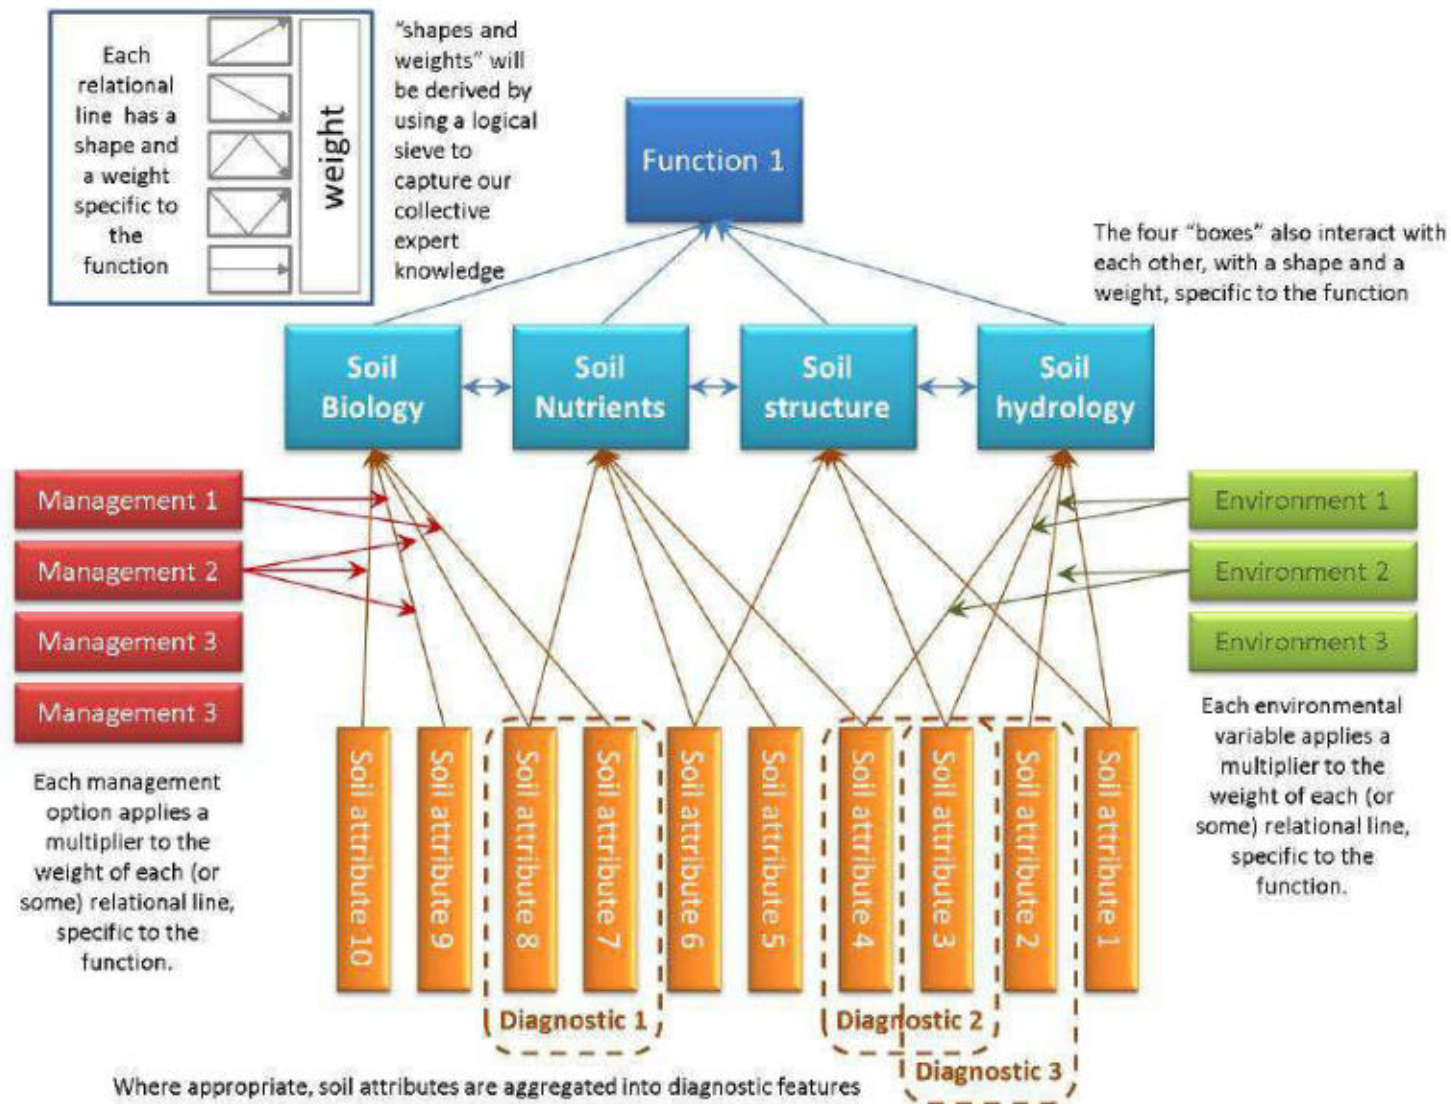 Each
relational
line has a
shape and
a weight
specific to
the
function
weight
"shapes and
weights" will
be derived by
using a logical
sieve to
capture our
collective
expert
knowledge
Function 1
The four "boxes" also interact with
each other, with a shape and a
weight, specific to the function
Soil
Biology
Soil
Nutrients
Soil
structure
Soil
hydrology
Management 1
Management 2
Management 3
Management 3
Each management
option applies a
multiplier to the
weight of each (or
some) relational line,
specific to the
function.
Environment 1
Environment 2
Environment 3
Each environmental
variable applies a
multiplier to the
weight of each (or
some) relational line,
specific to the
function.
Soil attribute 10
Soil attribute 9
Soil attribute 8
Soil attribute 7
Soil attribute 6
Soil attribute 5
Soil attribute 4
Soil attribute 3
Soil attribute 2
Soil attribute 1
Diagnostic 1
Diagnostic 2
Diagnostic 3
Where appropriate, soil attributes are aggregated into diagnostic features